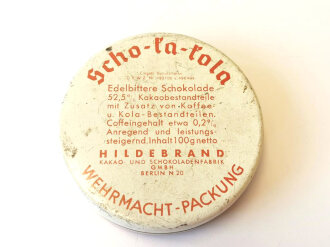 Scho-ka-kola
Edelbittere Schokolade
52,5% Kakaobestandteile
mit Zusatz von Kaffee-
u. Kola-Bestandteilen.
Coffeingehalt etwa 0,2%.
Anregend und leistungs-
steigernd. Inhalt 100g netto
HILDEBRAND
KAKAO- UND SCHOKOLADENFABRIK
GMBH
BERLIN N 20
WEHRMACHT-PACKUNG